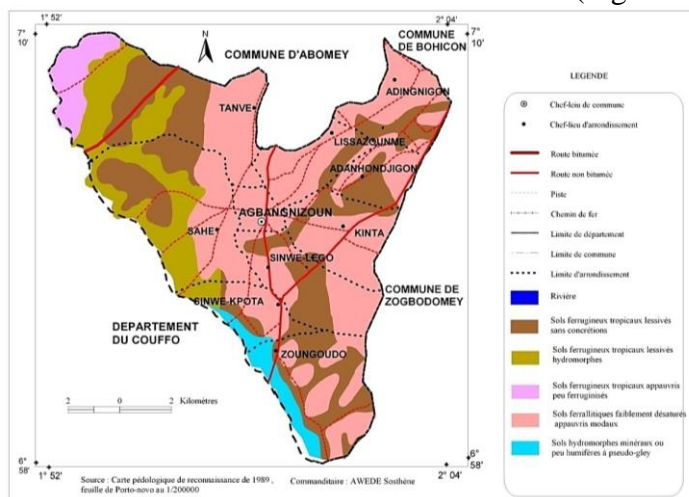 1° 52'
2° 04'
7°
10'
7°
10'
N
COMMUNE D'ABOMEY
COMMUNE
DE BOHICON
ADINGNIGON
TANVE
LISSAZOUNME
ADANHONDJIGON
AGBANGNIZOUN
SAHE
KINTA
SINWE-LEGO
COMMUNE DE
ZOGBODOMEY
SINWE-KPOTA
DEPARTEMENT
DU COUFFO
ZOUNGOUDO
2 0 2 Kilométres
6°
58'
1° 52'
2° 04'
6°
58'
Source : Carte pédologique de reconnaissance de 1989 ,
feuille de Porto-novo au 1/200000
Commanditaire : AWEDE Sosthène
LEGENDE
Chef-leiu de commune
Chef-lieu d'arrondissement
Route bitumée
Route non bitumée
Piste
Chemin de fer
Limite de département
Limite de commune
Limite d'arrondissement
Rivière
Sols ferrugineux tropicaux lessivés
sans concrétions
Sols ferrugineux tropicaux lessivés
hydromorphes
Sols ferrugineux tropicaux appauvris
peu ferruginisés
Sols ferrallitiques faiblement désaturés
appauvris modaux
Sols hydromorphes minéraux ou
peu humifères à pseudo-gley